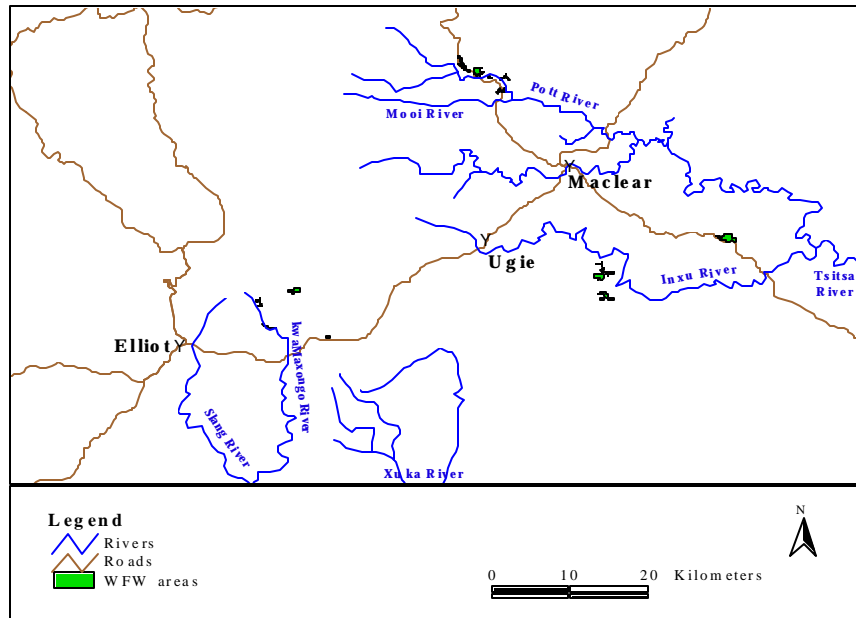 Pott River
Mooi River
Maclear
Ugie
Inxu River
Tsitsa
River
Elliot
kwaMaxongo River
Slang River
Xuka River
Legend
Rivers
Roads
WFW areas
N
0 10 20 Kilometers